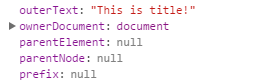 outerText: "This is title!"
ownerDocument: document
parentElement: null
parentNode: null
prefix: null